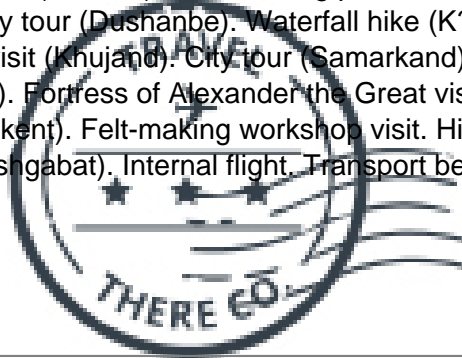 y tour (Dushanbe). Waterfall hike (K
isit (Khujand). City tour (Samarkand)
). Fortress of Alexander the Great vis
kent). Felt-making workshop visit. Hi
shgabat). Internal flight. Transport be
TRAVEL
THERE CO.